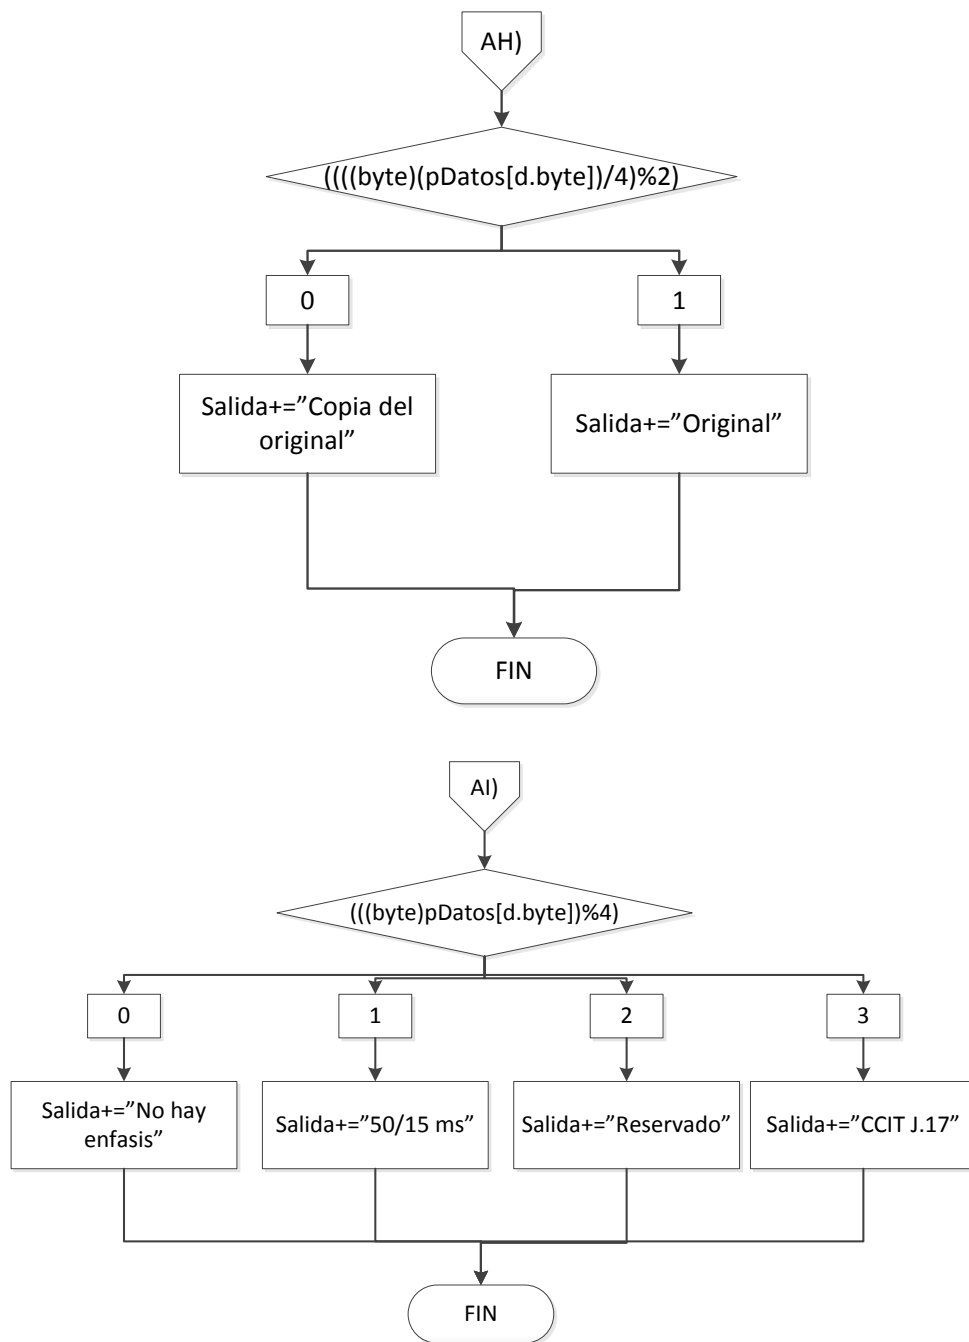 AH)
((((byte)(pDatos[d.byte])/4)%2)
0
1
Salida+=”Copia del
original”
Salida+=”Original”
FIN
AI)
(((byte)pDatos[d.byte])%4)
0
1
2
3
Salida+=”No hay
enfasis”
Salida+=”50/15 ms”
Salida+=”Reservado”
Salida+=”CCIT J.17”
FIN